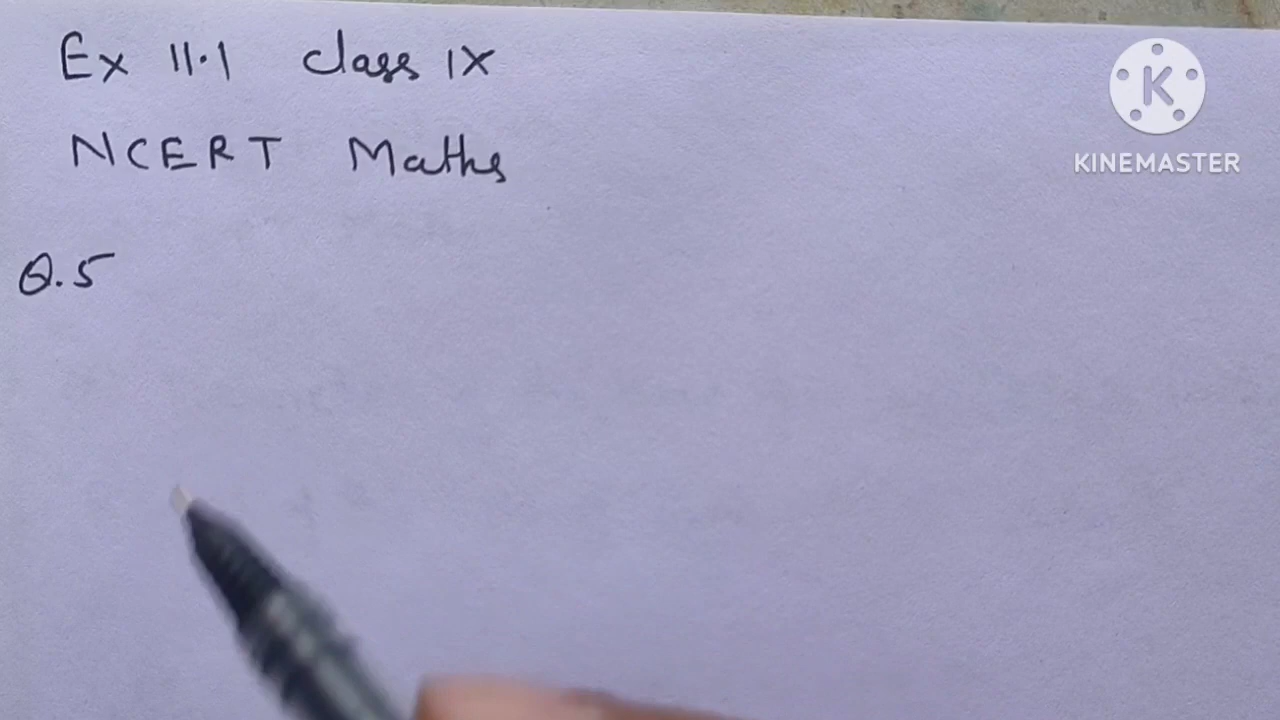 Ex 11.1 Class IX
NCERT Maths
Q.5
K
KINEMASTER